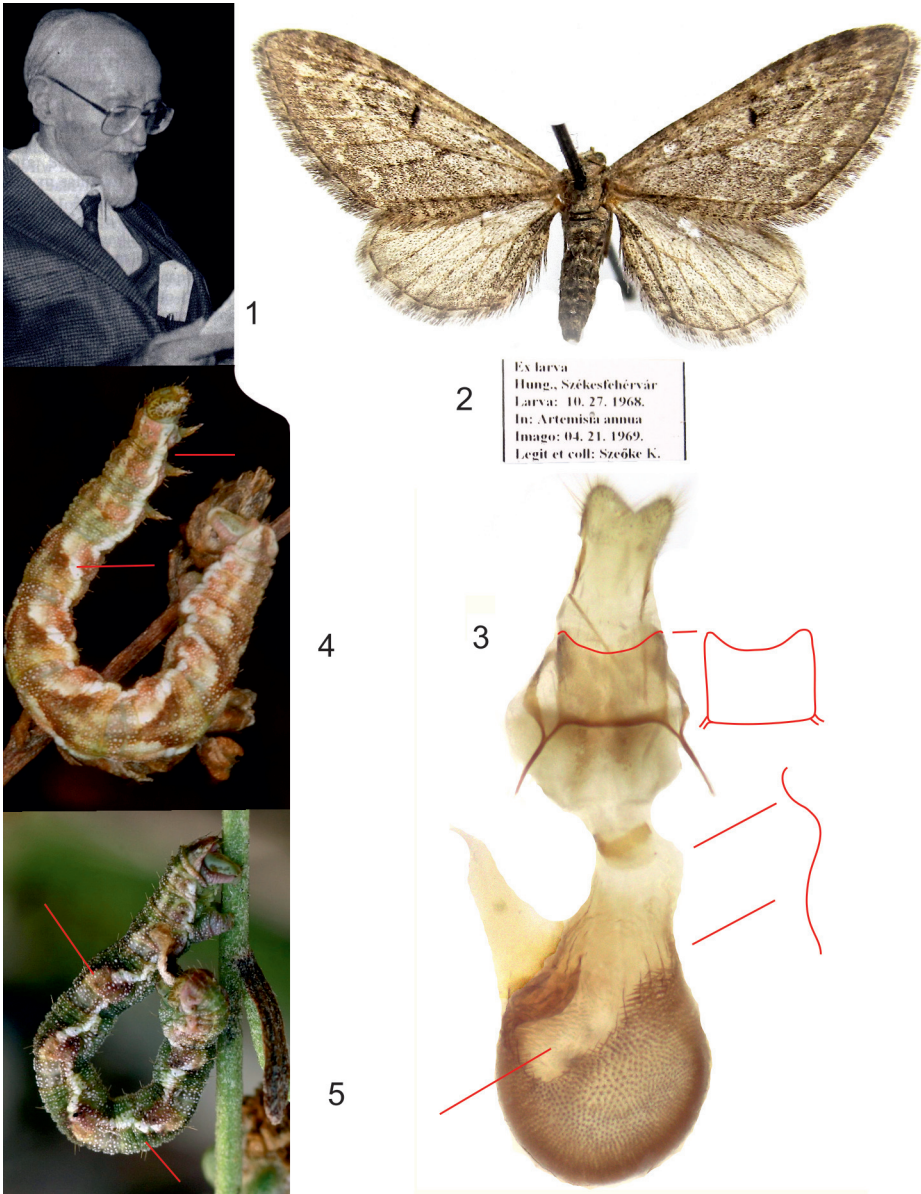 1
2
Ex larva
Hung., Székesfehérvár
Larva: 10. 27. 1968.
In: Artemisia annua
Imago: 04. 21. 1969.
Legit et coll: Szeőke K.
3
4
5